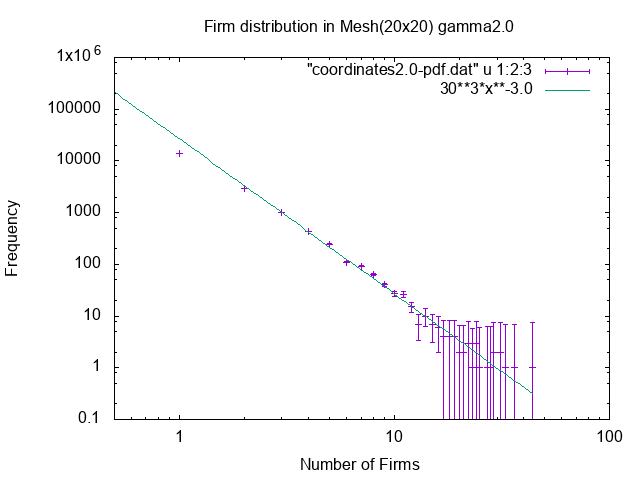 Firm distribution in Mesh(20x20) gamma2.0
1x10^6
"coordinates2.0-pdf.dat" u 1:2:3
30**3*x**-3.0
100000
10000
1000
100
10
1
0.1
Frequency
1
10
100
Number of Firms